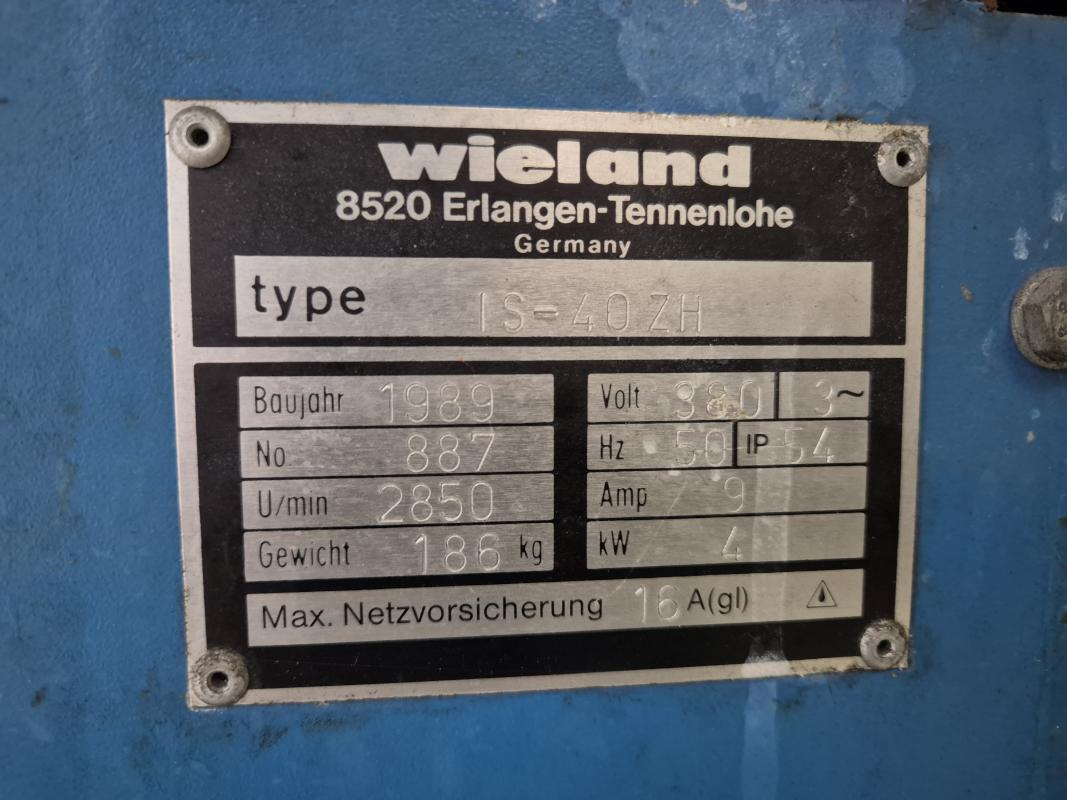 wieland
8520 Erlangen-Tennenlohe
Germany
type IS-40ZH
Baujahr 1989
Volt 380 3~
No 887
Hz 50 IP 54
U/min 2850
Amp 9
Gewicht 186 kg
kW 4
Max. Netzvorsicherung 16 A(gl)